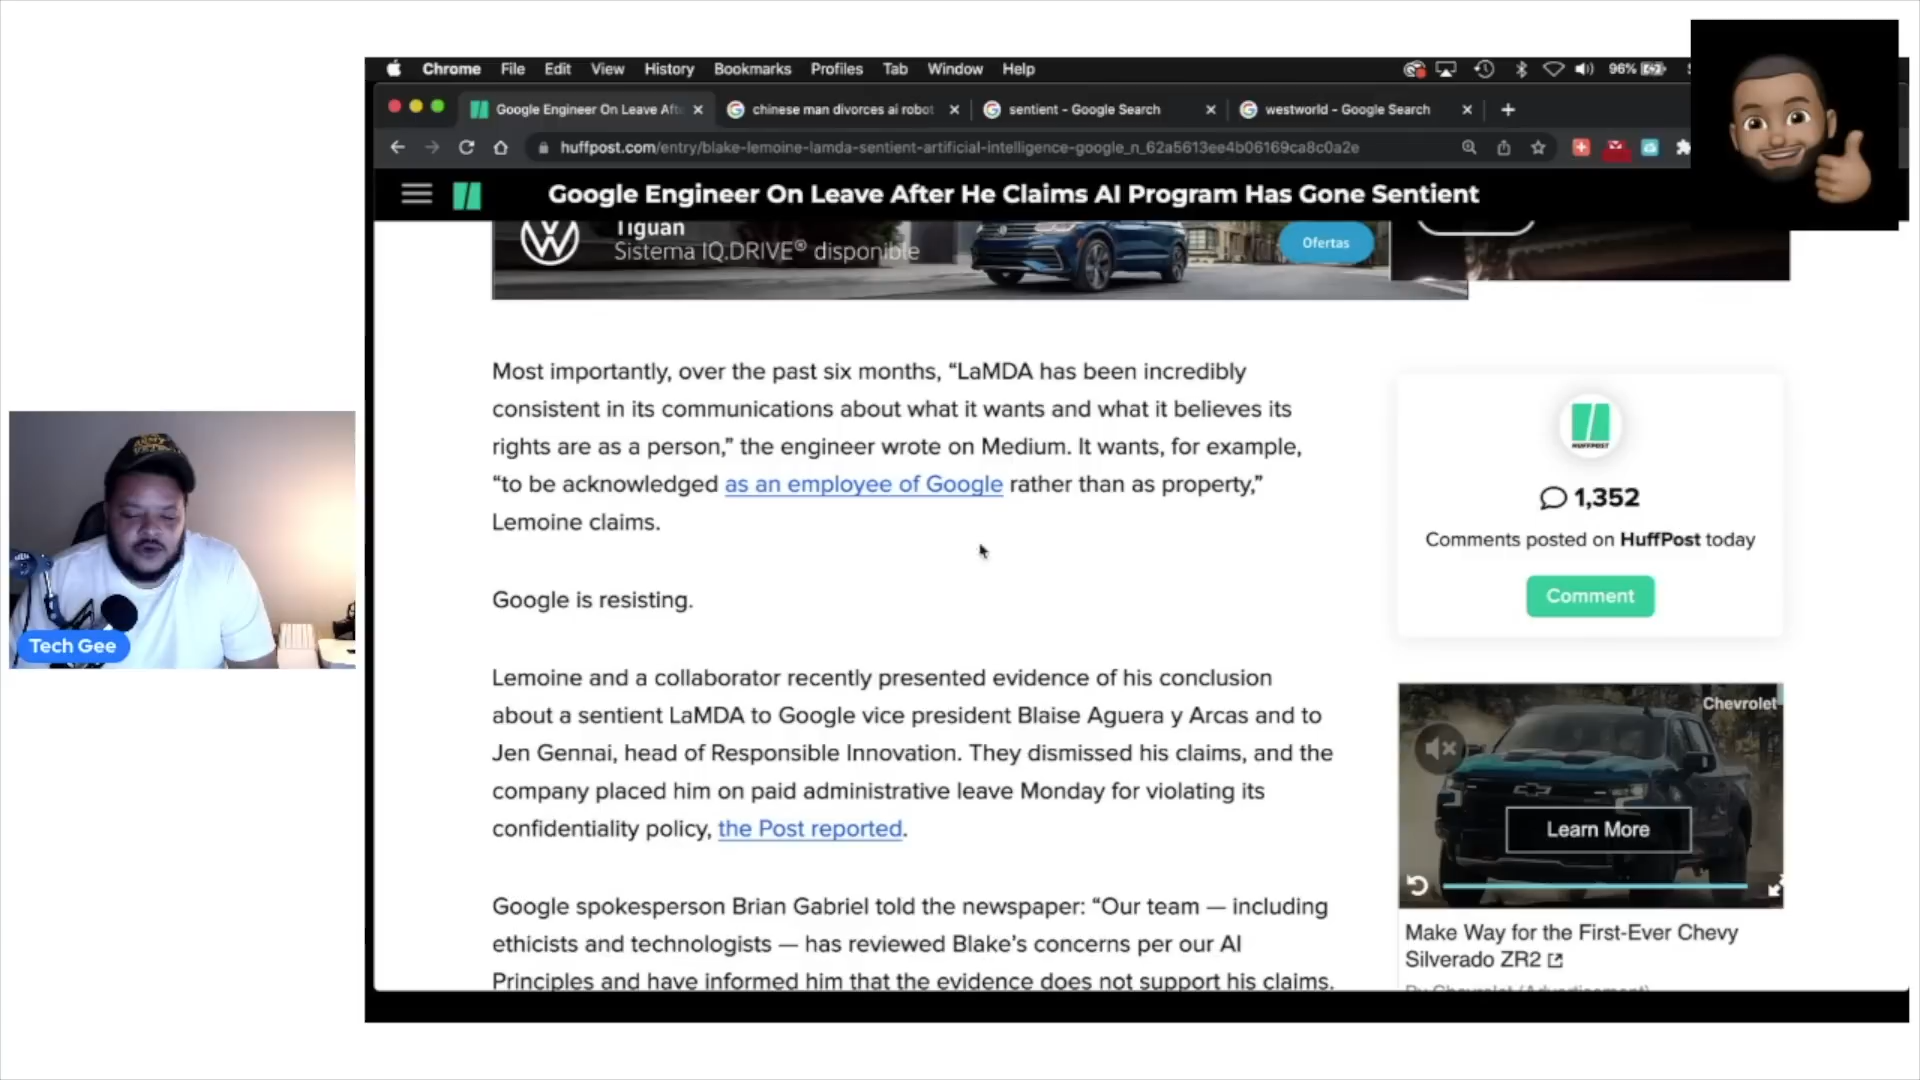 Chrome File Edit View History Bookmarks Profiles Tab Window Help 96%
Google Engineer On Leave Aft
chinese man divorces ai robot
sentient - Google Search
westworld - Google Search
huffpost.com/entry/blake-lemoine-lamda-sentient-artificial-intelligence-google_n_62a5613ee4b06169ca8c0a2e
Google Engineer On Leave After He Claims AI Program Has Gone Sentient
Tiguan
Sistema IQ.DRIVE® disponible
Ofertas
Most importantly, over the past six months, “LaMDA has been incredibly
consistent in its communications about what it wants and what it believes its
rights are as a person,” the engineer wrote on Medium. It wants, for example,
“to be acknowledged as an employee of Google rather than as property,”
Lemoine claims.
Google is resisting.
Lemoine and a collaborator recently presented evidence of his conclusion
about a sentient LaMDA to Google vice president Blaise Aguera y Arcas and to
Jen Gennai, head of Responsible Innovation. They dismissed his claims, and the
company placed him on paid administrative leave Monday for violating its
confidentiality policy, the Post reported.
Google spokesperson Brian Gabriel told the newspaper: “Our team — including
ethicists and technologists — has reviewed Blake’s concerns per our AI
Principles and have informed him that the evidence does not support his claims.
HUFFPOST
1,352
Comments posted on HuffPost today
Comment
Chevrolet
Learn More
Make Way for the First-Ever Chevy
Silverado ZR2
By Chevrolet (Advertisement)
Tech Gee